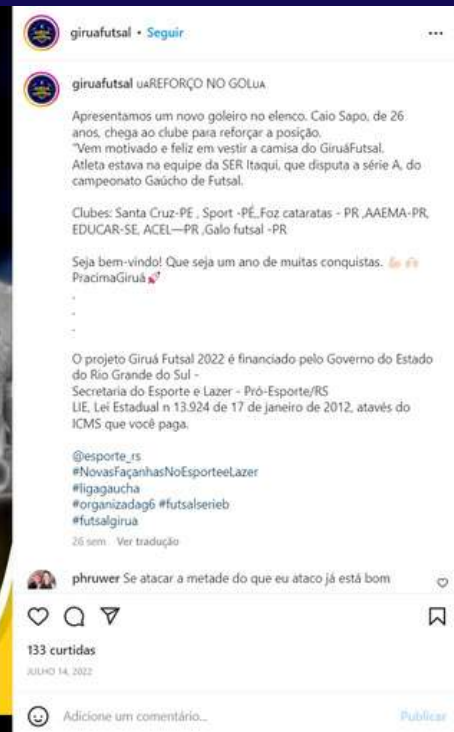 giruafutsal • Seguir
giruafutsal uAREFORÇO NO GOLuA
Apresentamos um novo goleiro no elenco. Caio Sapo, de 26
anos, chega ao clube para reforçar a posição.
"Vem motivado e feliz em vestir a camisa do GiruáFutsal.
Atleta estava na equipe da SER Itaqui, que disputa a série A, do
campeonato Gaúcho de Futsal.
Clubes: Santa Cruz-PE , Sport -PÉ,.Foz cataratas - PR ,AAEMA-PR,
EDUCAR-SE, ACEL—PR ,Galo futsal -PR
Seja bem-vindo! Que seja um ano de muitas conquistas. 💪🏻 🙌🏻
PracimaGiruá🚀
.
.
.
O projeto Giruá Futsal 2022 é financiado pelo Governo do Estado
do Rio Grande do Sul -
Secretaria do Esporte e Lazer - Pró-Esporte/RS
LIE, Lei Estadual n 13.924 de 17 de janeiro de 2012, atavés do
ICMS que você paga.
@esporte_rs
#NovasFaçanhasNoEsporteeLazer
#ligagaucha
#organizadag6 #futsalserieb
#futsalgirua
26 sem Ver tradução
phruwer Se atacar a metade do que eu ataco já está bom
133 curtidas
JULHO 14, 2022
Adicione um comentário... Publicar